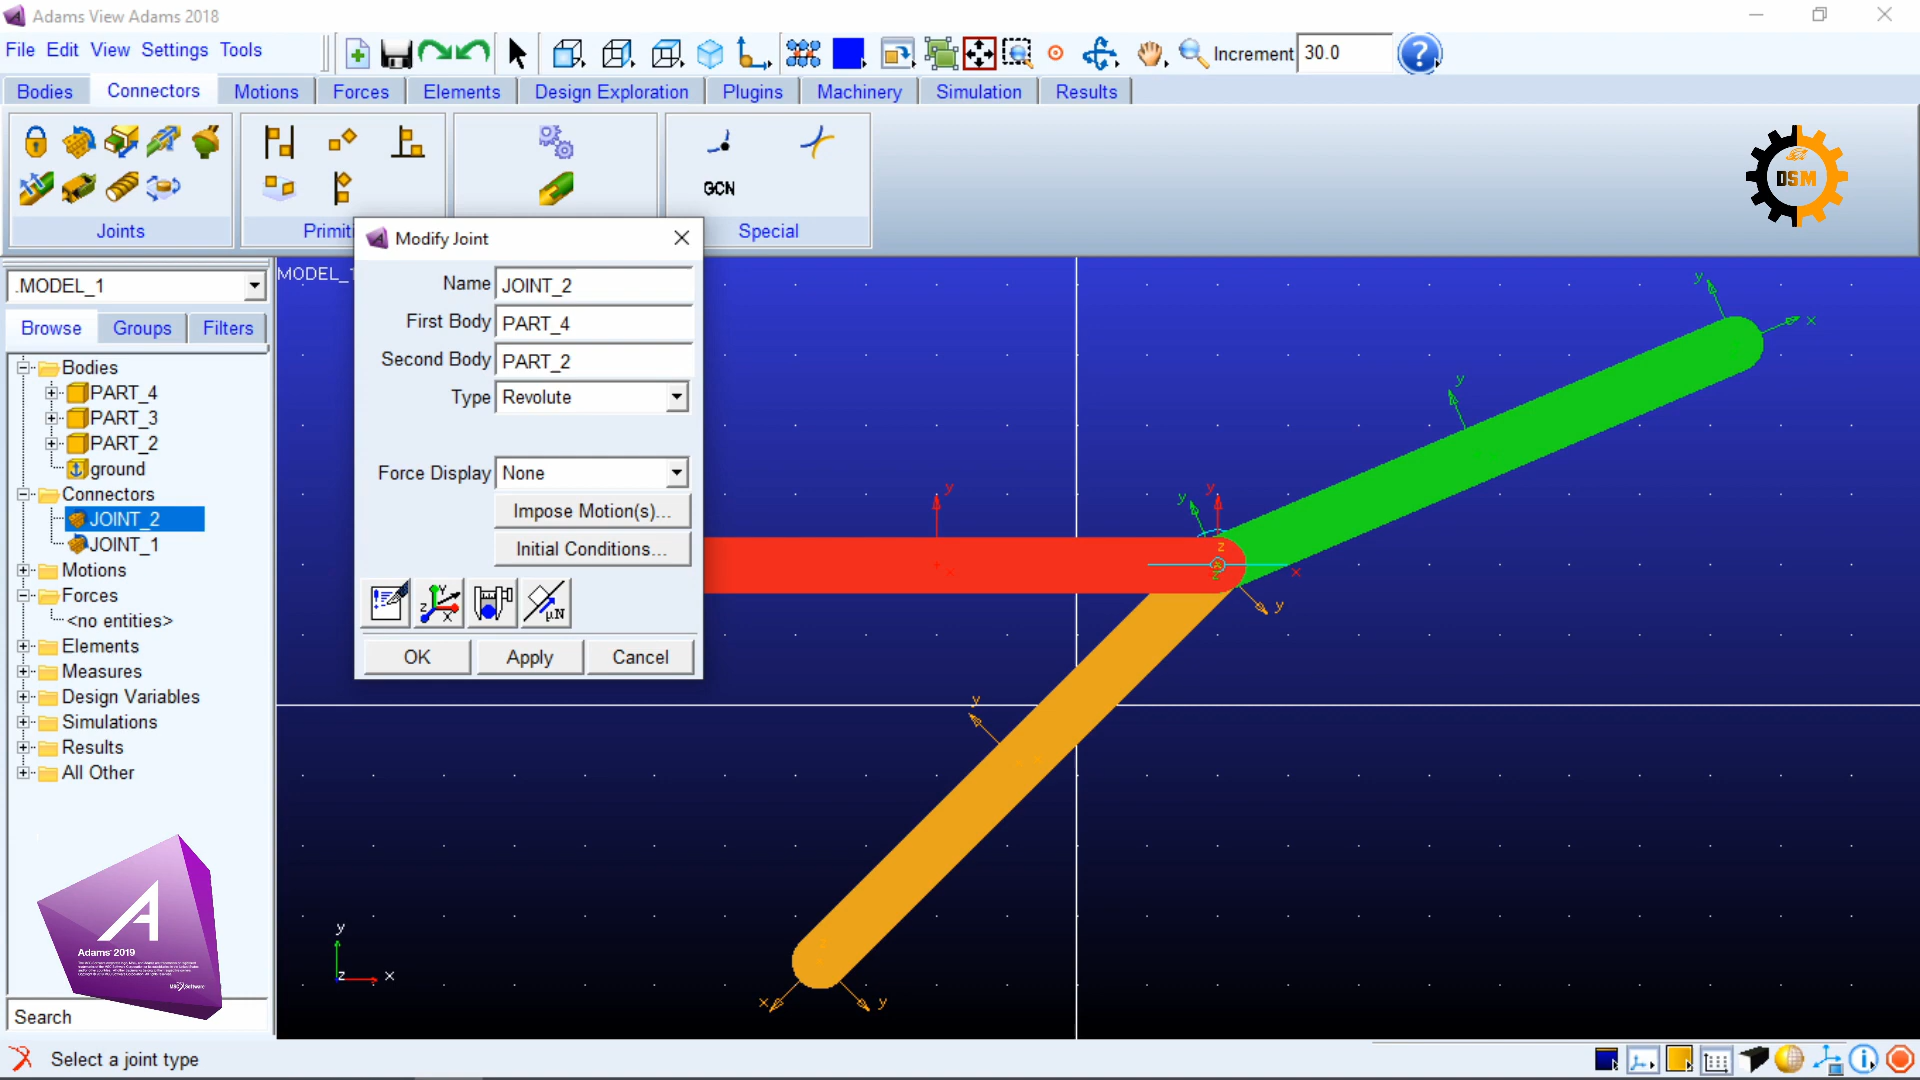 Adams View Adams 2018
File Edit View Settings Tools
Increment 30.0
Bodies Connectors Motions Forces Elements Design Exploration Plugins Machinery Simulation Results
GCN
Joints
Primiti
Special
DSM
Modify Joint
Name JOINT_2
First Body PART_4
Second Body PART_2
Type Revolute
Force Display None
Impose Motion(s)...
Initial Conditions...
z y x
μN
OK Apply Cancel
.MODEL_1
Browse Groups Filters
Bodies
PART_4
PART_3
PART_2
ground
Connectors
JOINT_2
JOINT_1
Motions
Forces
<no entities>
Elements
Measures
Design Variables
Simulations
Results
All Other
A
Adams 2019
MSC Software
Search
MODEL_1
y
x
y
y
y
y
z
x
x
y
y
x
y
y
z
x
Select a joint type